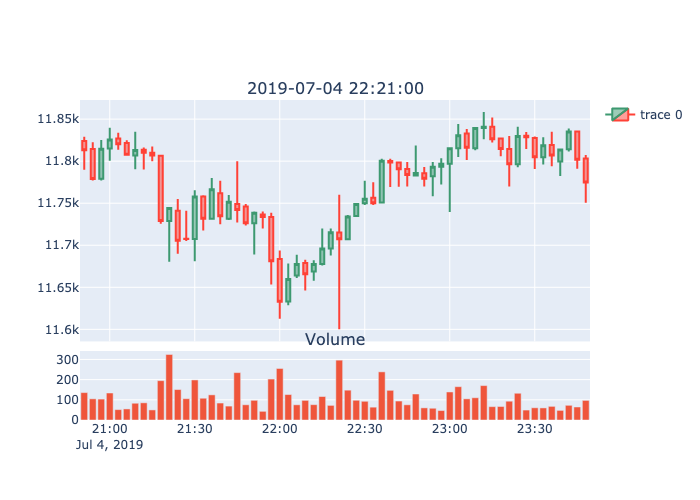 2019-07-04 22:21:00
trace 0
11.85k
11.8k
11.75k
11.7k
11.65k
11.6k
Volume
300
200
100
0
21:00 21:30 22:00 22:30 23:00 23:30
Jul 4, 2019